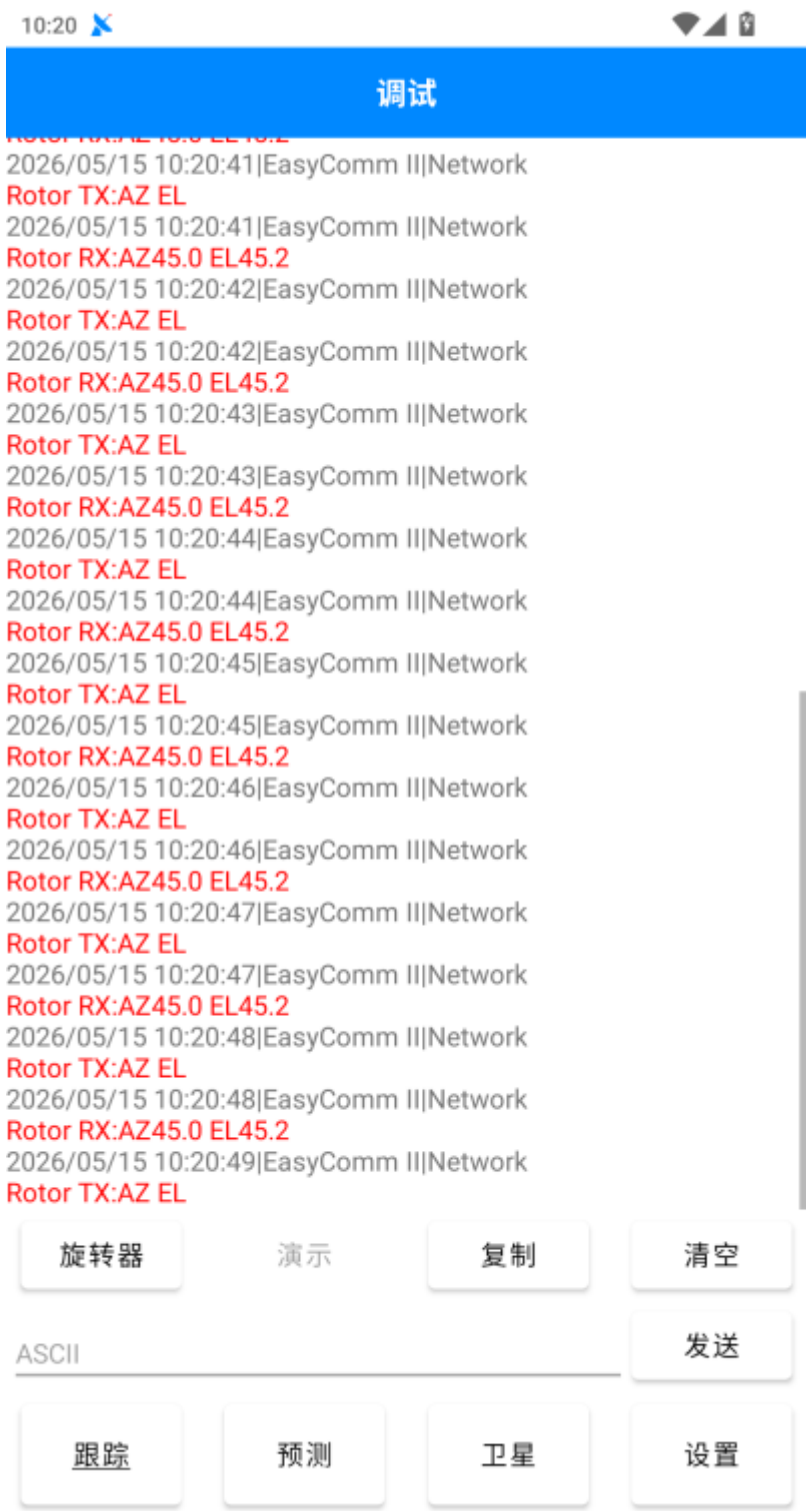 10:20
调试
Rotor RX:AZ45.0 EL45.2
2026/05/15 10:20:41|EasyComm II|Network
Rotor TX:AZ EL
2026/05/15 10:20:41|EasyComm II|Network
Rotor RX:AZ45.0 EL45.2
2026/05/15 10:20:42|EasyComm II|Network
Rotor TX:AZ EL
2026/05/15 10:20:42|EasyComm II|Network
Rotor RX:AZ45.0 EL45.2
2026/05/15 10:20:43|EasyComm II|Network
Rotor TX:AZ EL
2026/05/15 10:20:43|EasyComm II|Network
Rotor RX:AZ45.0 EL45.2
2026/05/15 10:20:44|EasyComm II|Network
Rotor TX:AZ EL
2026/05/15 10:20:44|EasyComm II|Network
Rotor RX:AZ45.0 EL45.2
2026/05/15 10:20:45|EasyComm II|Network
Rotor TX:AZ EL
2026/05/15 10:20:45|EasyComm II|Network
Rotor RX:AZ45.0 EL45.2
2026/05/15 10:20:46|EasyComm II|Network
Rotor TX:AZ EL
2026/05/15 10:20:46|EasyComm II|Network
Rotor RX:AZ45.0 EL45.2
2026/05/15 10:20:47|EasyComm II|Network
Rotor TX:AZ EL
2026/05/15 10:20:47|EasyComm II|Network
Rotor RX:AZ45.0 EL45.2
2026/05/15 10:20:48|EasyComm II|Network
Rotor TX:AZ EL
2026/05/15 10:20:48|EasyComm II|Network
Rotor RX:AZ45.0 EL45.2
2026/05/15 10:20:49|EasyComm II|Network
Rotor TX:AZ EL
旋转器 演示 复制 清空
ASCII 发送
跟踪 预测 卫星 设置